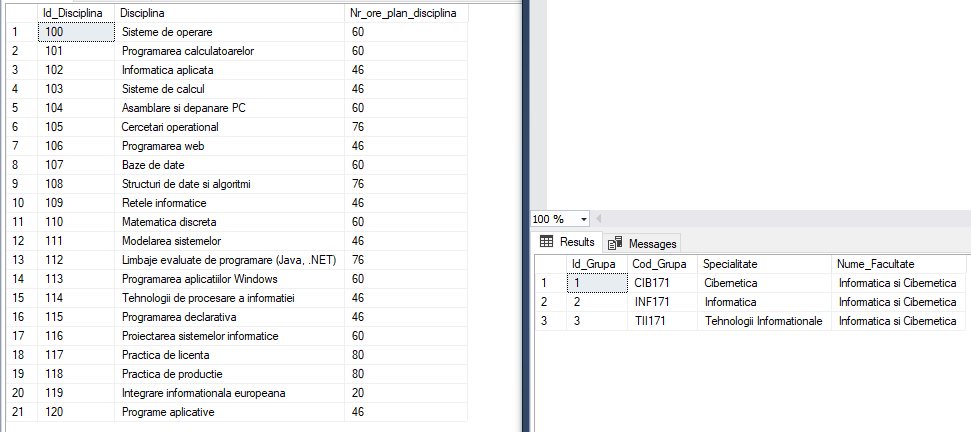 Id_Disciplina Disciplina Nr_ore_plan_disciplina
1 100 Sisteme de operare 60
2 101 Programarea calculatoarelor 60
3 102 Informatica aplicata 46
4 103 Sisteme de calcul 46
5 104 Asamblare si depanare PC 60
6 105 Cercetari operational 76
7 106 Programarea web 46
8 107 Baze de date 60
9 108 Structuri de date si algoritmi 76
10 109 Retele informatice 46
11 110 Matematica discreta 60
12 111 Modelarea sistemelor 46
13 112 Limbaje evaluate de programare (Java, .NET) 76
14 113 Programarea aplicatiilor Windows 60
15 114 Tehnologii de procesare a informatiei 46
16 115 Programarea declarativa 46
17 116 Proiectarea sistemelor informatice 60
18 117 Practica de licenta 80
19 118 Practica de productie 80
20 119 Integrare informationala europeana 20
21 120 Programe aplicative 46
100 %
Results Messages
Id_Grupa Cod_Grupa Specialitate Nume_Facultate
1 1 CIB171 Cibernetica Informatica si Cibernetica
2 2 INF171 Informatica Informatica si Cibernetica
3 3 TII171 Tehnologii Informationale Informatica si Cibernetica